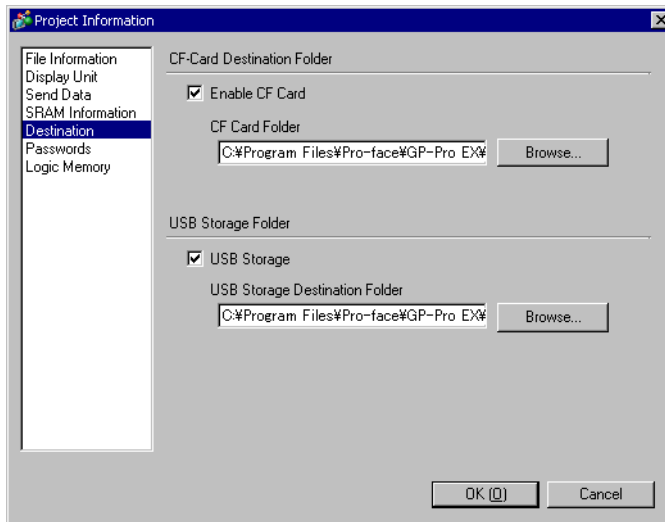 Project Information
File Information
Display Unit
Send Data
SRAM Information
Destination
Passwords
Logic Memory
CF-Card Destination Folder
Enable CF Card
CF Card Folder
C:¥Program Files¥Pro-face¥GP-Pro EX¥
Browse...
USB Storage Folder
USB Storage
USB Storage Destination Folder
C:¥Program Files¥Pro-face¥GP-Pro EX¥
Browse...
OK (O)
Cancel